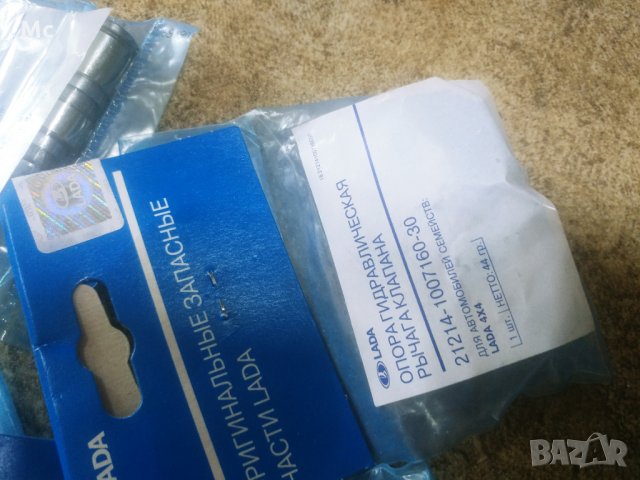 LADA
ОПОРА ГИДРАВЛИЧЕСКАЯ
РЫЧАГА КЛАПАНА
21214-1007160-30
ДЛЯ АВТОМОБИЛЕЙ СЕМЕЙСТВ:
LADA 4X4
1 ШТ. НЕТТО: 44 ГР.
РИГИНАЛЬНЫЕ ЗАПАСНЫЕ
ЧАСТИ LADA
LADA
BAZAR